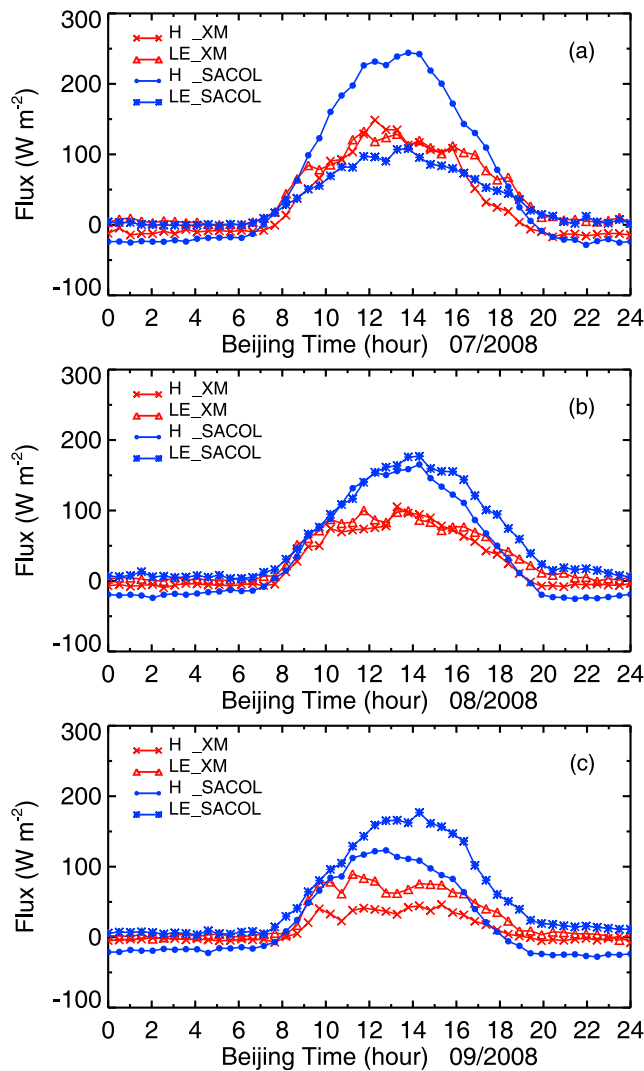 300
200
100
0
-100
Flux (W m-2)
H _XM
LE_XM
H _SACOL
LE_SACOL
(a)
0 2 4 6 8 10 12 14 16 18 20 22 24
Beijing Time (hour) 07/2008
300
200
100
0
-100
Flux (W m-2)
H _XM
LE_XM
H _SACOL
LE_SACOL
(b)
0 2 4 6 8 10 12 14 16 18 20 22 24
Beijing Time (hour) 08/2008
300
200
100
0
-100
Flux (W m-2)
H _XM
LE_XM
H _SACOL
LE_SACOL
(c)
0 2 4 6 8 10 12 14 16 18 20 22 24
Beijing Time (hour) 09/2008